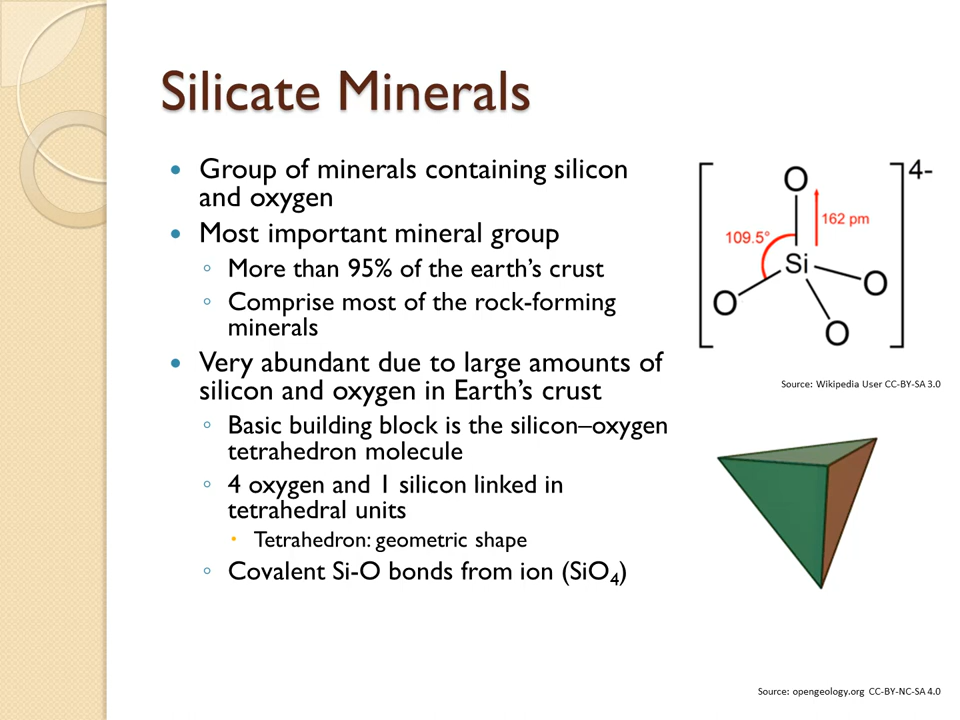 Silicate Minerals
• Group of minerals containing silicon
and oxygen
• Most important mineral group
◦ More than 95% of the earth's crust
◦ Comprise most of the rock-forming
minerals
• Very abundant due to large amounts of
silicon and oxygen in Earth's crust
◦ Basic building block is the silicon–oxygen
tetrahedron molecule
◦ 4 oxygen and 1 silicon linked in
tetrahedral units
• Tetrahedron: geometric shape
◦ Covalent Si-O bonds from ion (SiO₄)
4-
O
162 pm
109.5°
Si
O
O
O
Source: Wikipedia User CC-BY-SA 3.0
Source: opengeology.org CC-BY-NC-SA 4.0